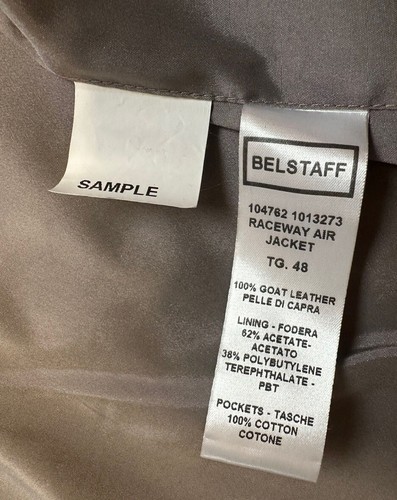 SAMPLE
BELSTAFF
104762 1013273
RACEWAY AIR
JACKET
TG. 48
100% GOAT LEATHER
PELLE DI CAPRA
LINING - FODERA
62% ACETATE-
ACETATO
38% POLYBUTYLENE
TEREPHTHALATE -
PBT
POCKETS - TASCHE
100% COTTON
COTONE